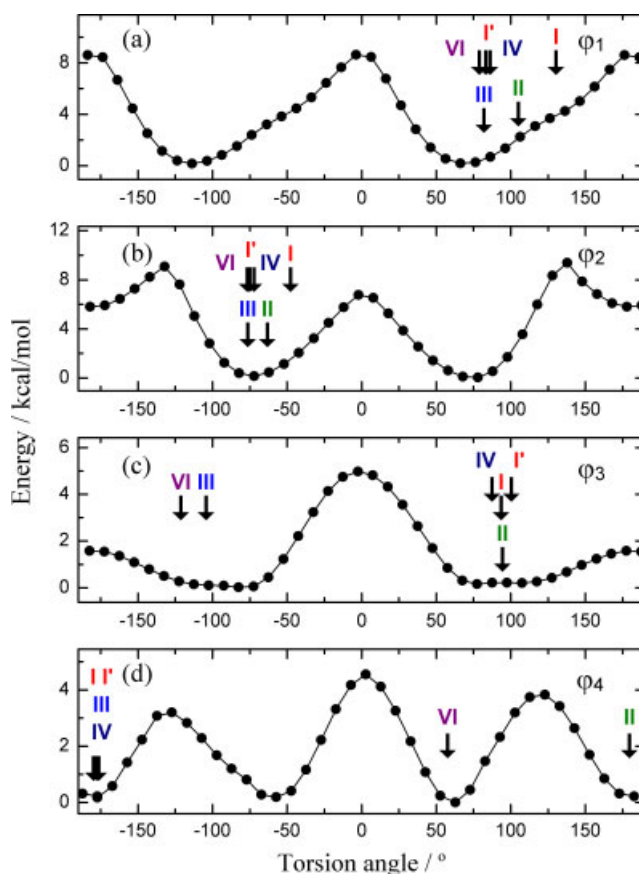 (a) I' I
VI IV φ1
III II
8
4
0
-150 -100 -50 0 50 100 150
12 (b) I' I φ2
VI IV
8
III II
4
0
-150 -100 -50 0 50 100 150
6 (c) φ3
VI III IV I I'
4
II
2
0
-150 -100 -50 0 50 100 150
(d) φ4
I I'
4
III
IV VI II
2
0
-150 -100 -50 0 50 100 150
Energy / kcal/mol
Torsion angle / °